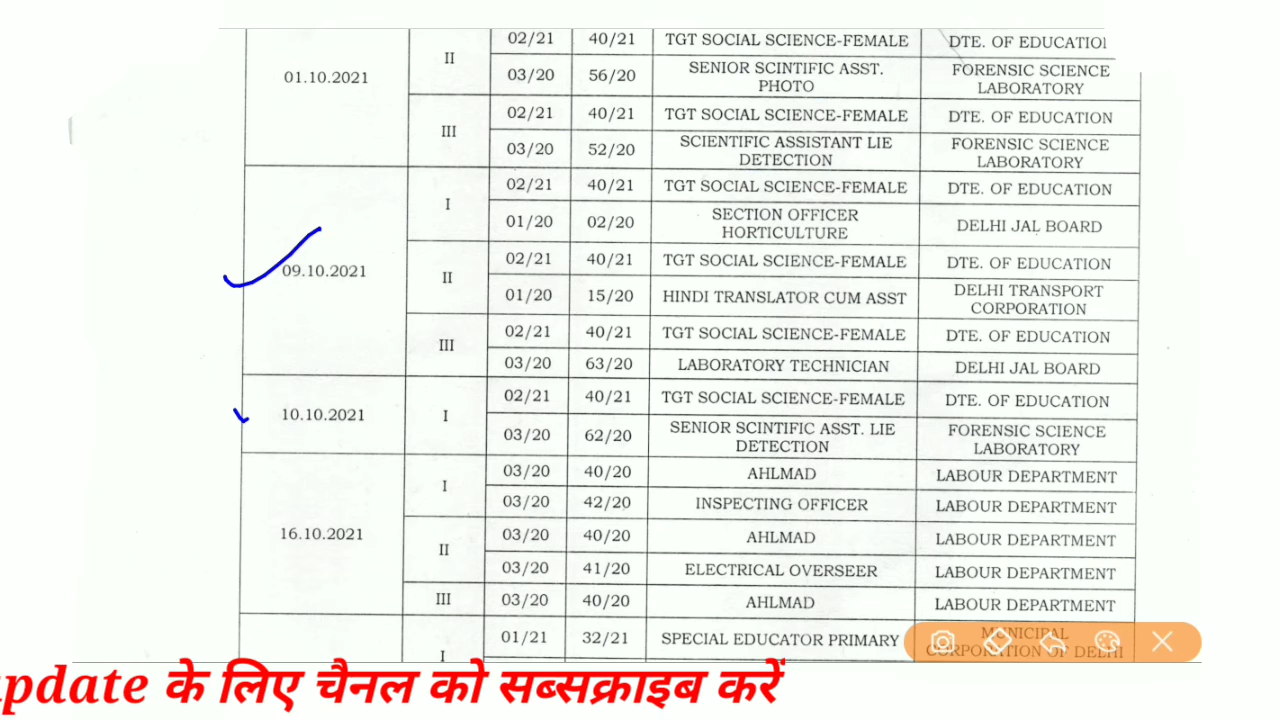 01.10.2021
II
02/21 40/21 TGT SOCIAL SCIENCE-FEMALE DTE. OF EDUCATIO
03/20 56/20 SENIOR SCINTIFIC ASST. PHOTO FORENSIC SCIENCE LABORATORY
III
02/21 40/21 TGT SOCIAL SCIENCE-FEMALE DTE. OF EDUCATION
03/20 52/20 SCIENTIFIC ASSISTANT LIE DETECTION FORENSIC SCIENCE LABORATORY
09.10.2021
I
02/21 40/21 TGT SOCIAL SCIENCE-FEMALE DTE. OF EDUCATION
01/20 02/20 SECTION OFFICER HORTICULTURE DELHI JAL BOARD
II
02/21 40/21 TGT SOCIAL SCIENCE-FEMALE DTE. OF EDUCATION
01/20 15/20 HINDI TRANSLATOR CUM ASST DELHI TRANSPORT CORPORATION
III
02/21 40/21 TGT SOCIAL SCIENCE-FEMALE DTE. OF EDUCATION
03/20 63/20 LABORATORY TECHNICIAN DELHI JAL BOARD
10.10.2021
I
02/21 40/21 TGT SOCIAL SCIENCE-FEMALE DTE. OF EDUCATION
03/20 62/20 SENIOR SCINTIFIC ASST. LIE DETECTION FORENSIC SCIENCE LABORATORY
16.10.2021
I
03/20 40/20 AHLMAD LABOUR DEPARTMENT
03/20 42/20 INSPECTING OFFICER LABOUR DEPARTMENT
II
03/20 40/20 AHLMAD LABOUR DEPARTMENT
03/20 41/20 ELECTRICAL OVERSEER LABOUR DEPARTMENT
III
03/20 40/20 AHLMAD LABOUR DEPARTMENT
I
01/21 32/21 SPECIAL EDUCATOR PRIMARY MUNICIPAL CORPORATION OF DELHI
pdate के लिए चैनल को सब्सक्राइब करें